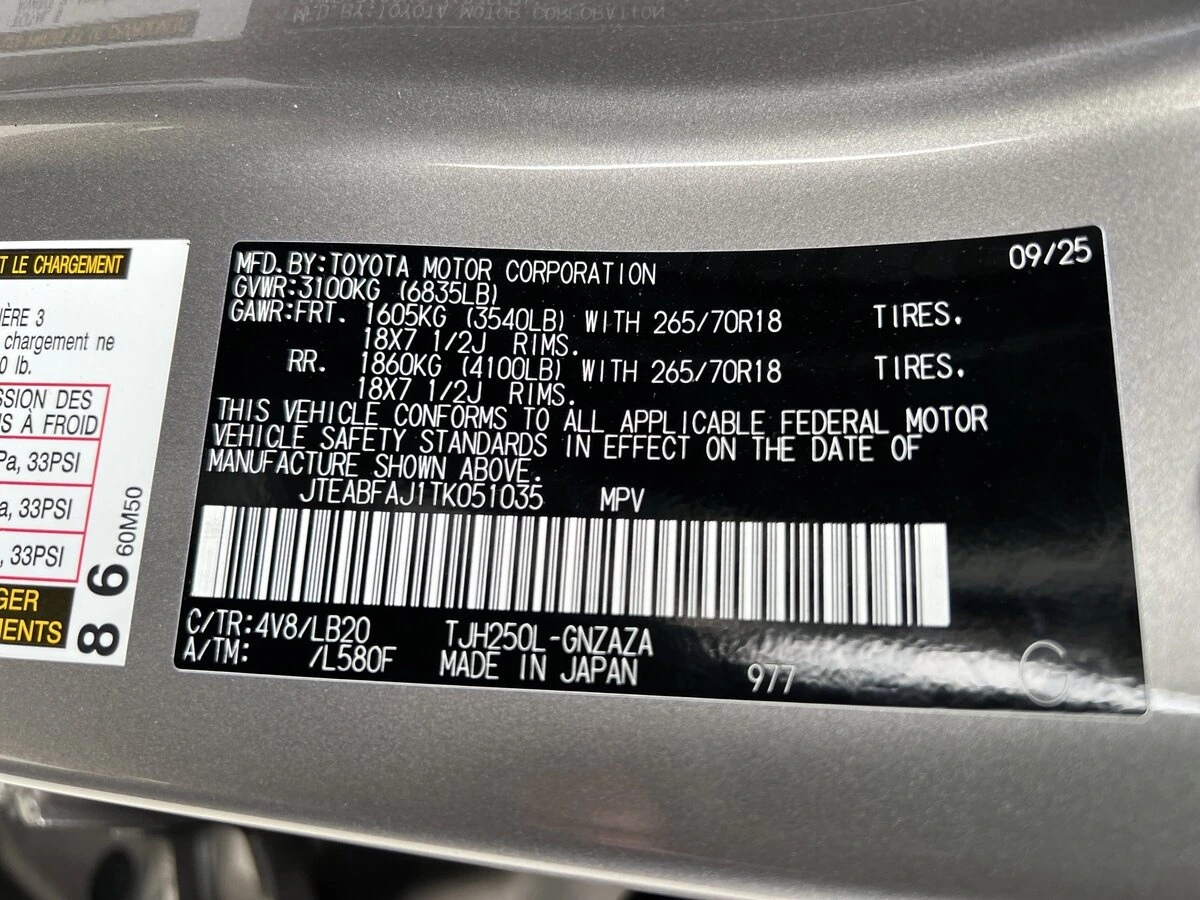 T LE CHARGEMENT
ÈRE 3
chargement ne
0 lb.
SSION DES
S À FROID
Pa, 33PSI
a, 33PSI
, 33PSI
GER
MENTS
86
60M50
09/25
MFD.BY:TOYOTA MOTOR CORPORATION
GVWR:3100KG (6835LB)
GAWR:FRT. 1605KG (3540LB) WITH 265/70R18 TIRES.
18X7 1/2J RIMS.
RR. 1860KG (4100LB) WITH 265/70R18 TIRES.
18X7 1/2J RIMS.
THIS VEHICLE CONFORMS TO ALL APPLICABLE FEDERAL MOTOR
VEHICLE SAFETY STANDARDS IN EFFECT ON THE DATE OF
MANUFACTURE SHOWN ABOVE.
JTEABFAJ1TK051035 MPV
C/TR:4V8/LB20 TJH250L-GNZAZA
A/TM: /L580F MADE IN JAPAN 977
G